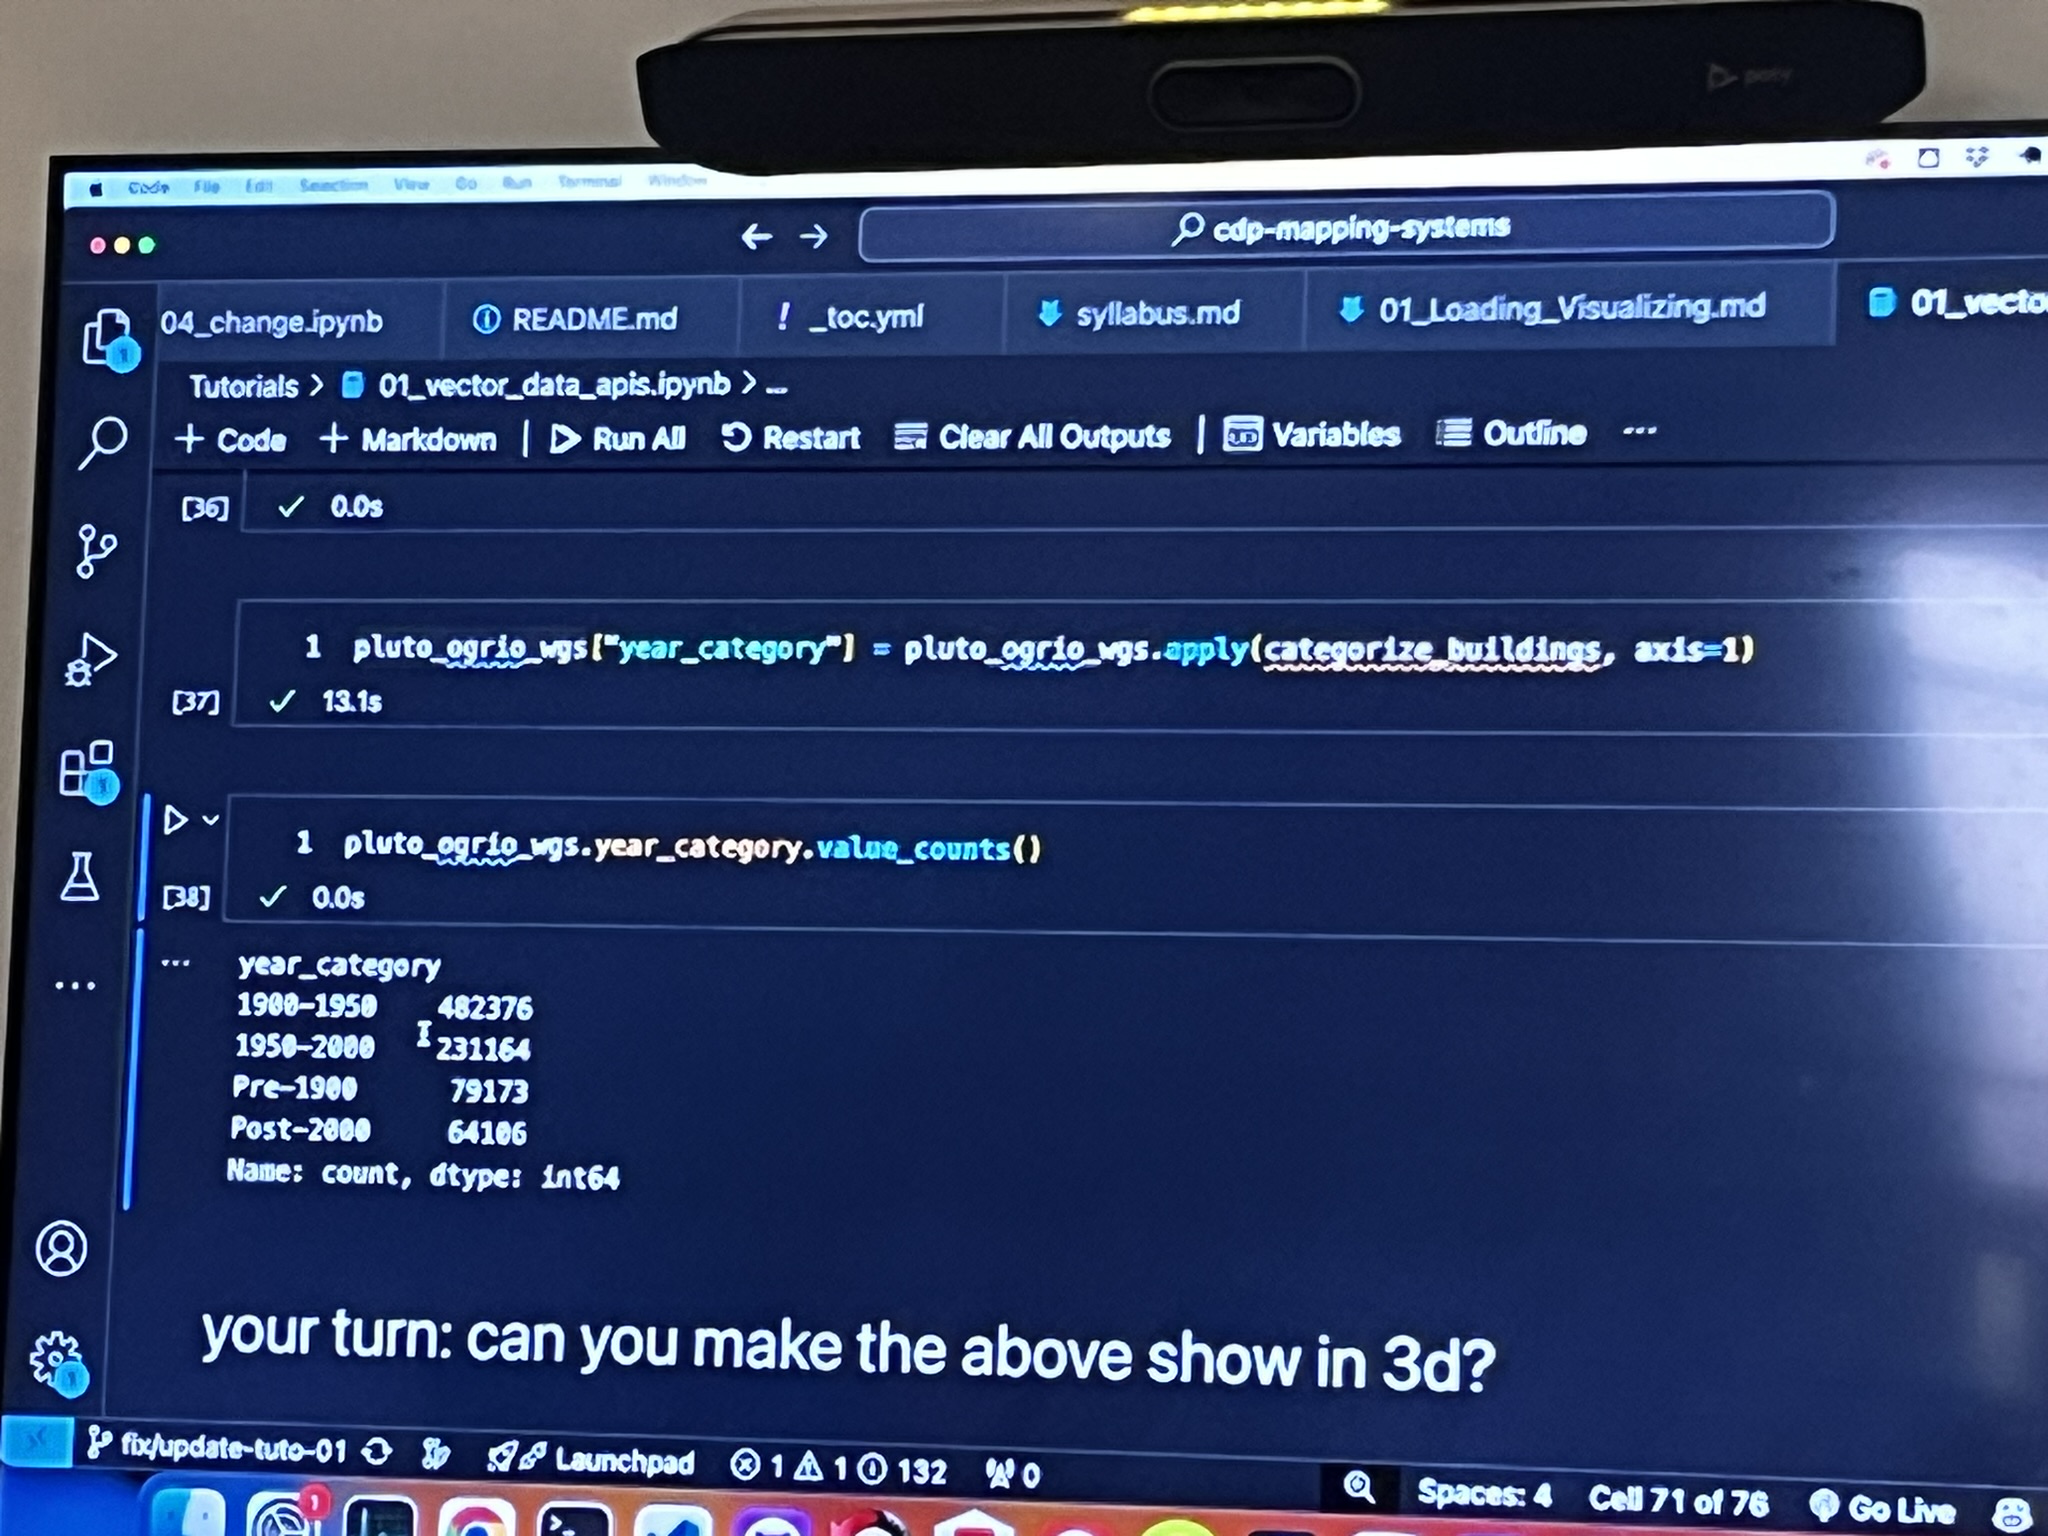 poly
Code File Edit Selection View Go Run Terminal Window
cdp-mapping-systems
04_change.ipynb README.md ! _toc.yml syllabus.md 01_Loading_Visualizing.md 01_vecto
Tutorials > 01_vector_data_apis.ipynb > ...
+ Code + Markdown | Run All Restart Clear All Outputs | Variables Outline ...
[36] ✓ 0.0s
1 pluto_ogrio_wgs["year_category"] = pluto_ogrio_wgs.apply(categorize_buildings, axis=1)
[37] ✓ 13.1s
1 pluto_ogrio_wgs.year_category.value_counts()
[38] ✓ 0.0s
... year_category
1900-1950 482376
1950-2000 231164
Pre-1900 79173
Post-2000 64106
Name: count, dtype: int64
your turn: can you make the above show in 3d?
fix/update-tuto-01 Launchpad 1 1 132 0 Spaces: 4 Cell 71 of 76 Go Live
1